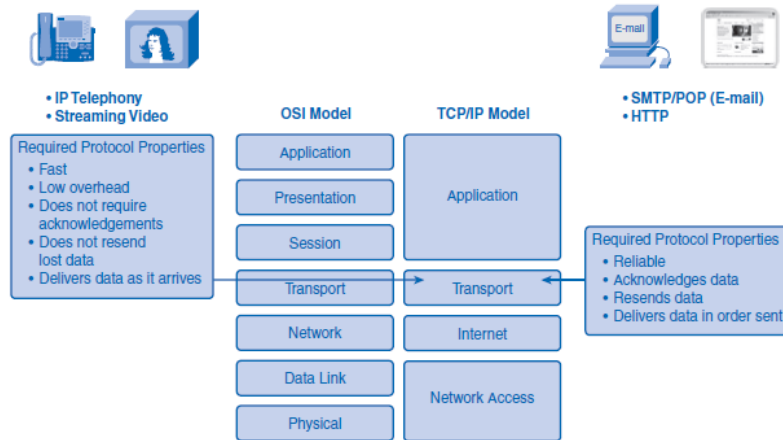 E-mail
• IP Telephony
• Streaming Video
• SMTP/POP (E-mail)
• HTTP
OSI Model
TCP/IP Model
Required Protocol Properties
• Fast
• Low overhead
• Does not require
acknowledgements
• Does not resend
lost data
• Delivers data as it arrives
Application
Presentation
Session
Transport
Network
Data Link
Physical
Application
Transport
Internet
Network Access
Required Protocol Properties
• Reliable
• Acknowledges data
• Resends data
• Delivers data in order sent